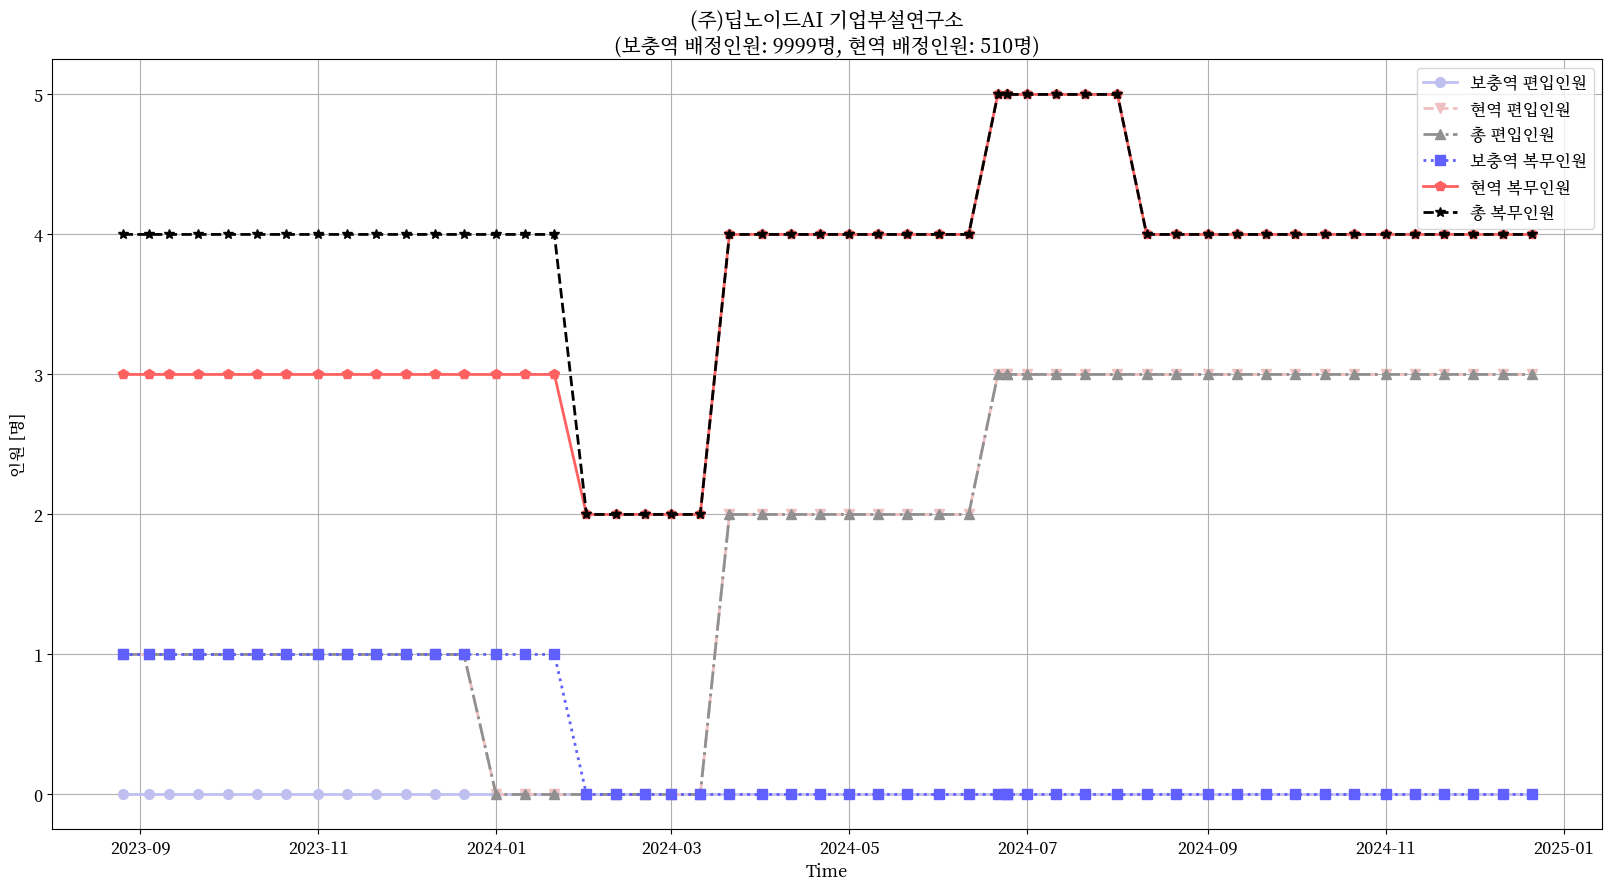 (주)딥노이드AI 기업부설연구소
(보충역 배정인원: 9999명, 현역 배정인원: 510명)
보충역 편입인원
현역 편입인원
총 편입인원
보충역 복무인원
현역 복무인원
총 복무인원
인원 [명]
5
4
3
2
1
0
2023-09
2023-11
2024-01
2024-03
2024-05
2024-07
2024-09
2024-11
2025-01
Time